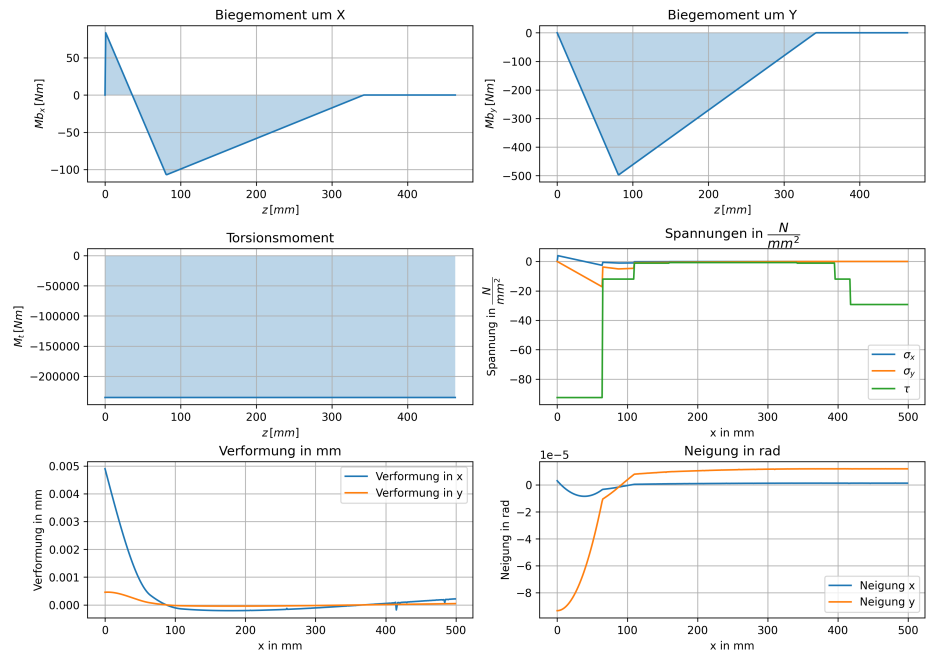 Biegemoment um X
Mb_x [Nm]
50
0
−50
−100
0 100 200 300 400
z [mm]
Biegemoment um Y
Mb_y [Nm]
0
−100
−200
−300
−400
−500
0 100 200 300 400
z [mm]
Torsionsmoment
M_t [Nm]
0
−50000
−100000
−150000
−200000
0 100 200 300 400
z [mm]
Spannungen in N/mm²
Spannung in N/mm²
0
−20
−40
−60
−80
σ_x
σ_y
τ
0 100 200 300 400 500
x in mm
Verformung in mm
Verformung in mm
0.005
0.004
0.003
0.002
0.001
0.000
Verformung in x
Verformung in y
0 100 200 300 400 500
x in mm
Neigung in rad
1e−5
Neigung in rad
0
−2
−4
−6
−8
Neigung x
Neigung y
0 100 200 300 400 500
x in mm